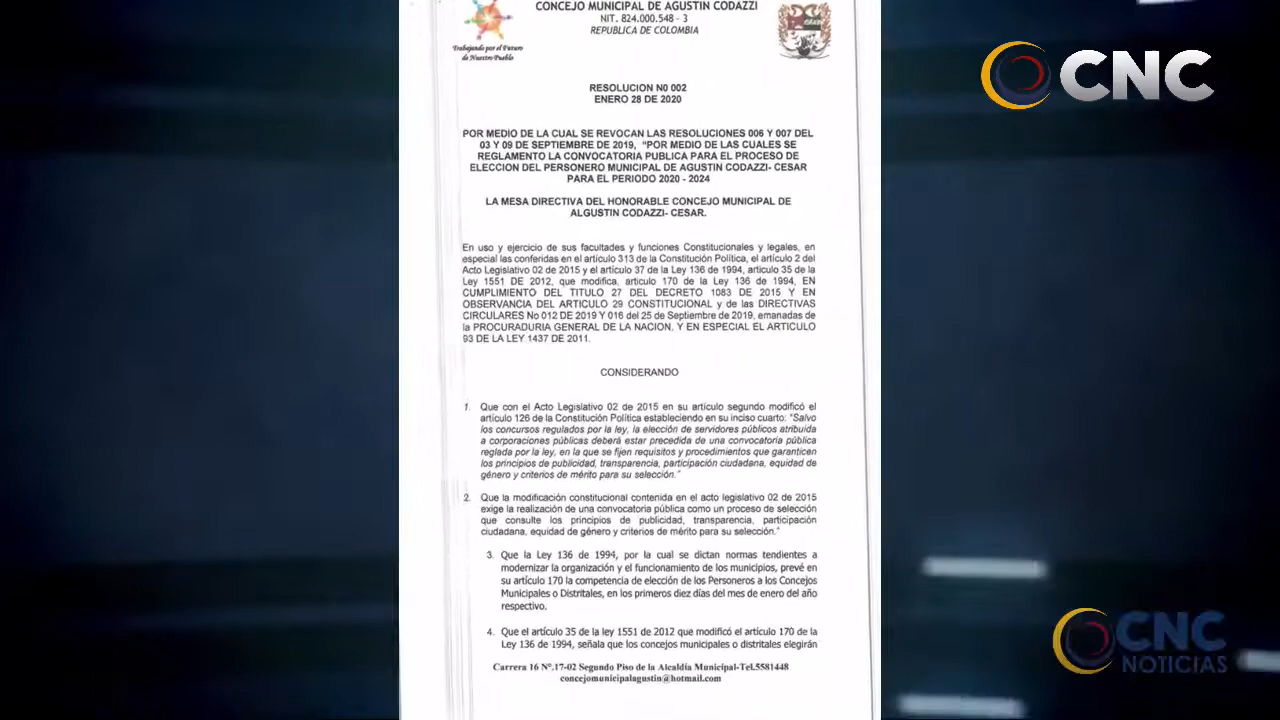 CONCEJO MUNICIPAL DE AGUSTIN CODAZZI
NIT. 824.000.548 - 3
REPUBLICA DE COLOMBIA
Trabajando por el Futuro
de Nuestro Pueblo
CNC
RESOLUCION N0 002
ENERO 28 DE 2020
POR MEDIO DE LA CUAL SE REVOCAN LAS RESOLUCIONES 006 Y 007 DEL
03 Y 09 DE SEPTIEMBRE DE 2019, "POR MEDIO DE LAS CUALES SE
REGLAMENTO LA CONVOCATORIA PUBLICA PARA EL PROCESO DE
ELECCION DEL PERSONERO MUNICIPAL DE AGUSTIN CODAZZI- CESAR
PARA EL PERIODO 2020 - 2024
LA MESA DIRECTIVA DEL HONORABLE CONCEJO MUNICIPAL DE
ALGUSTIN CODAZZI- CESAR.
En uso y ejercicio de sus facultades y funciones Constitucionales y legales, en
especial las conferidas en el artículo 313 de la Constitución Política, el artículo 2 del
Acto Legislativo 02 de 2015 y el artículo 37 de la Ley 136 de 1994, articulo 35 de la
Ley 1551 DE 2012, que modifica, articulo 170 de la Ley 136 de 1994, EN
CUMPLIMIENTO DEL TITULO 27 DEL DECRETO 1083 DE 2015 Y EN
OBSERVANCIA DEL ARTICULO 29 CONSTITUCIONAL y de las DIRECTIVAS
CIRCULARES No 012 DE 2019 Y 016 del 25 de Septiembre de 2019, emanadas de
la PROCURADURIA GENERAL DE LA NACION, Y EN ESPECIAL EL ARTICULO
93 DE LA LEY 1437 DE 2011.
CONSIDERANDO
1. Que con el Acto Legislativo 02 de 2015 en su artículo segundo modificó el
artículo 126 de la Constitución Política estableciendo en su inciso cuarto: "Salvo
los concursos regulados por la ley, la elección de servidores públicos atribuida
a corporaciones públicas deberá estar precedida de una convocatoria pública
reglada por la ley, en la que se fijen requisitos y procedimientos que garanticen
los principios de publicidad, transparencia, participación ciudadana, equidad de
género y criterios de mérito para su selección."
2. Que la modificación constitucional contenida en el acto legislativo 02 de 2015
exige la realización de una convocatoria pública como un proceso de selección
que consulte los principios de publicidad, transparencia, participación
ciudadana, equidad de género y criterios de mérito para su selección."
3. Que la Ley 136 de 1994, por la cual se dictan normas tendientes a
modernizar la organización y el funcionamiento de los municipios, prevé en
su artículo 170 la competencia de elección de los Personeros a los Concejos
Municipales o Distritales, en los primeros diez días del mes de enero del año
respectivo.
4. Que el artículo 35 de la ley 1551 de 2012 que modificó el artículo 170 de la
Ley 136 de 1994, señala que los concejos municipales o distritales elegirán
Carrera 16 N°.17-02 Segundo Piso de la Alcaldía Municipal-Tel.5581448
concejomunicipalagustin@hotmail.com
CNC
NOTICIAS